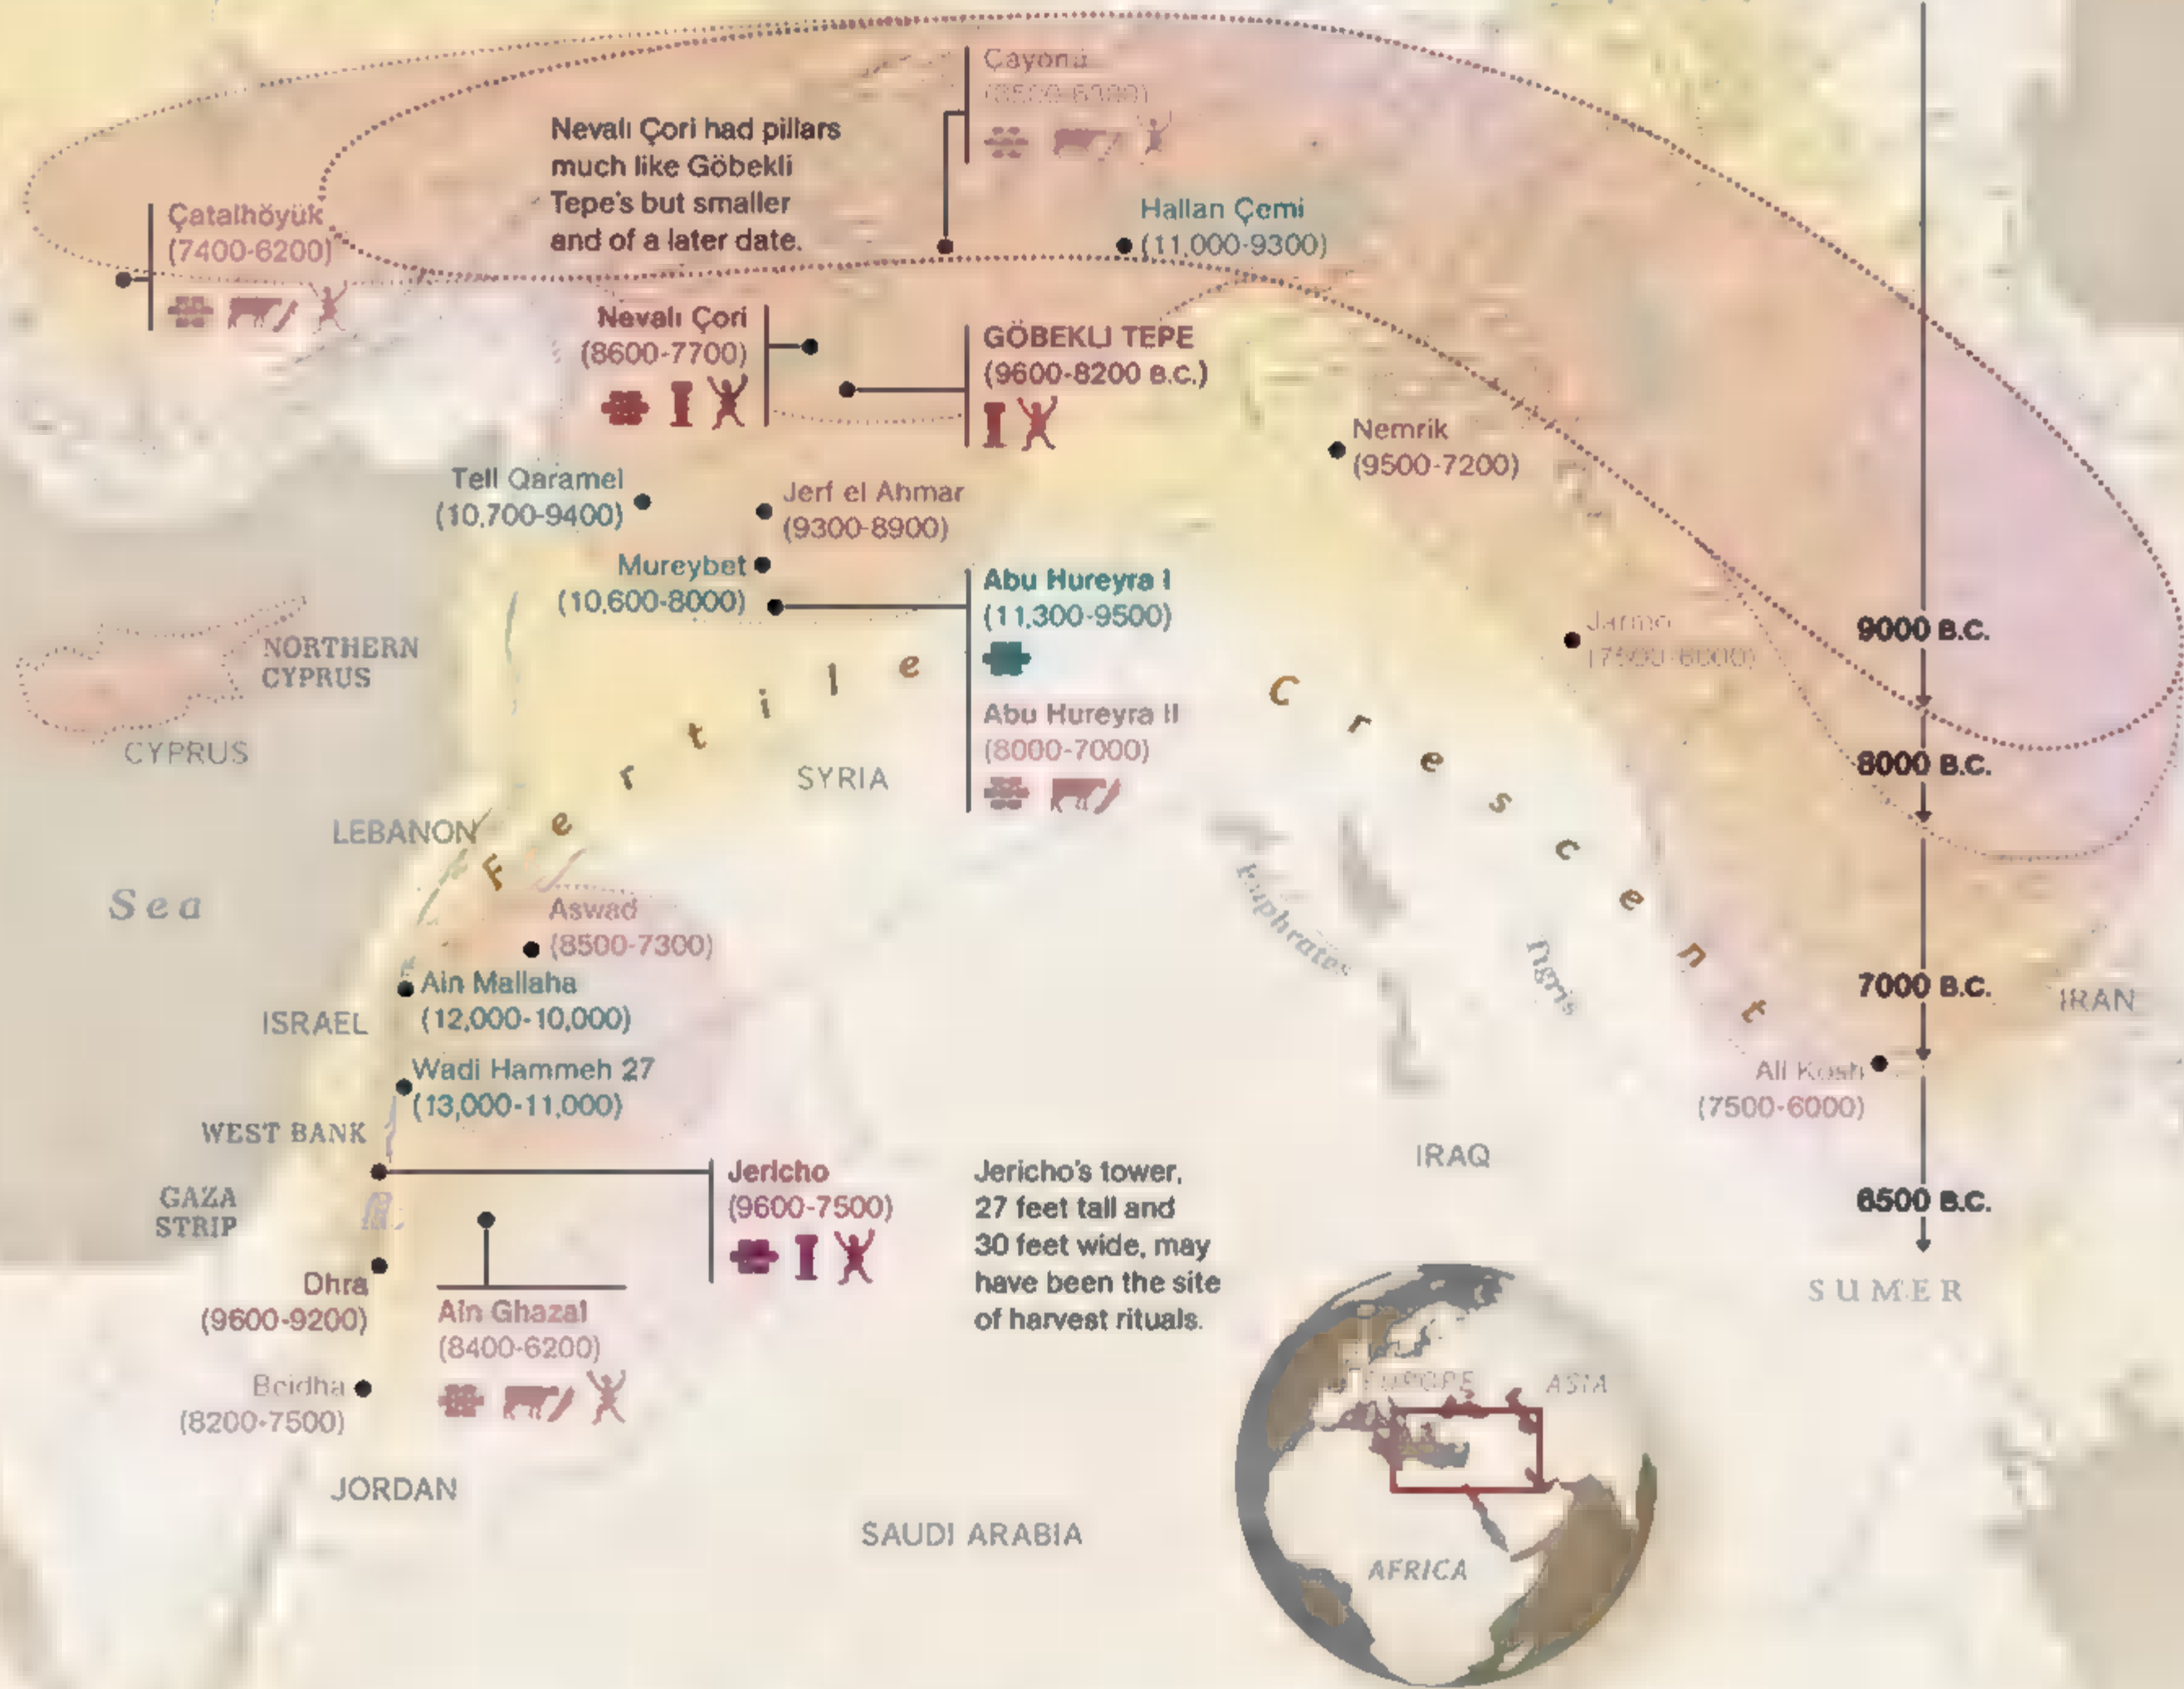 Çayönü
Nevalı Çori had pillars
much like Göbekli
Tepe's but smaller
and of a later date.
Çatalhöyük
(7400-6200)
Hallan Çemi
(11,000-9300)
Nevalı Çori
(8600-7700)
GÖBEKLI TEPE
(9600-8200 B.C.)
Nemrik
(9500-7200)
Tell Qaramel
(10,700-9400)
Jerf el Ahmar
(9300-8900)
Mureybet
(10,600-8000)
Abu Hureyra I
(11,300-9500)
Abu Hureyra II
(8000-7000)
Jarmo
9000 B.C.
8000 B.C.
7000 B.C.
6500 B.C.
NORTHERN
CYPRUS
CYPRUS
Fertile Crescent
SYRIA
LEBANON
Sea
Euphrates
Tigris
Aswad
(8500-7300)
Ain Mallaha
(12,000-10,000)
ISRAEL
IRAN
Wadi Hammeh 27
(13,000-11,000)
Ali Kosh
(7500-6000)
WEST BANK
IRAQ
GAZA
STRIP
Jericho
(9600-7500)
Jericho's tower,
27 feet tall and
30 feet wide, may
have been the site
of harvest rituals.
SUMER
Dhra
(9600-9200)
Ain Ghazal
(8400-6200)
Beidha
(8200-7500)
JORDAN
SAUDI ARABIA
EUROPE
ASIA
AFRICA